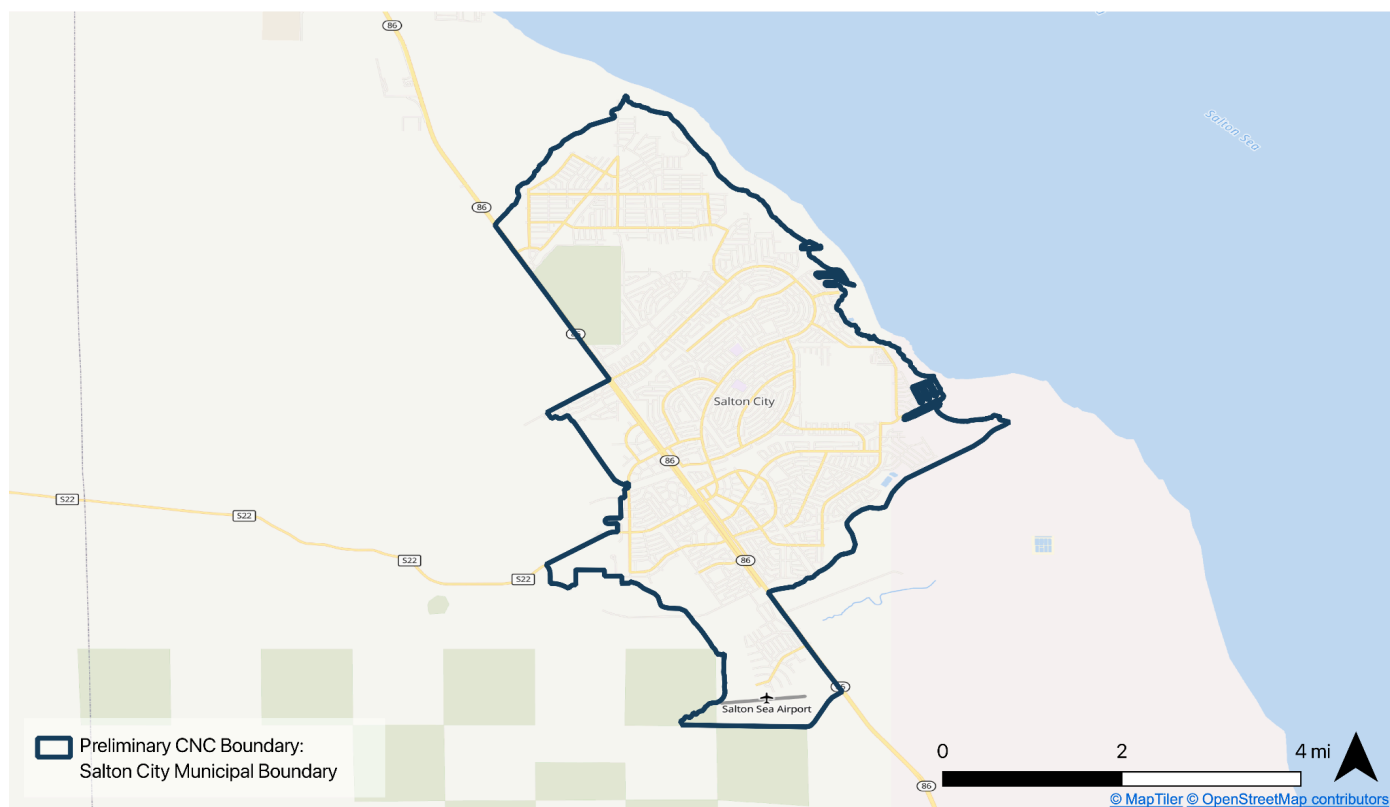 86
Salton Sea
86
86
Salton City
86
S22
S22
S22
S22
86
Salton Sea Airport
Preliminary CNC Boundary:
Salton City Municipal Boundary
0 2 4 mi
86
© MapTiler © OpenStreetMap contributors